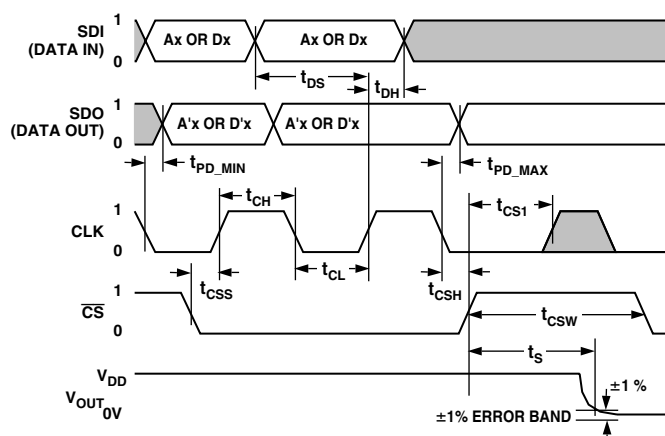 SDI
(DATA IN)
1
0
Ax OR Dx
Ax OR Dx
tDS
tDH
SDO
(DATA OUT)
1
0
A'x OR D'x
A'x OR D'x
tPD_MIN
tPD_MAX
tCH
tCS1
CLK
1
0
tCSS
tCL
tCSH
CS
1
0
tCSW
tS
VDD
VOUT
0V
±1 %
±1% ERROR BAND